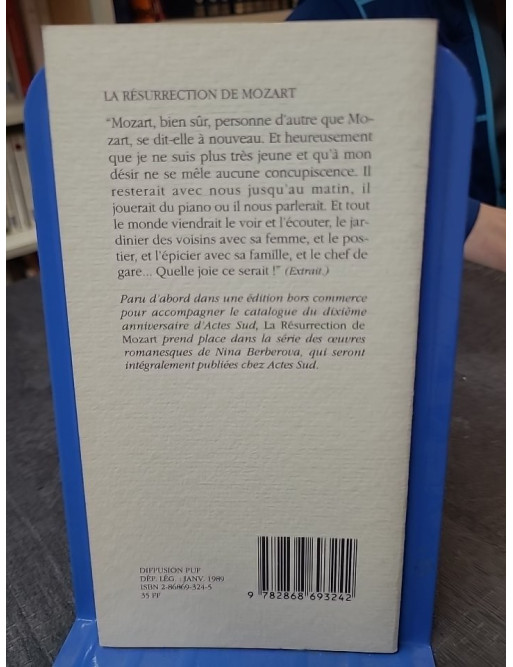 LA RÉSURRECTION DE MOZART
"Mozart, bien sûr, personne d'autre que Mo-
zart, se dit-elle à nouveau. Et heureusement
que je ne suis plus très jeune et qu'à mon
désir ne se mêle aucune concupiscence. Il
resterait avec nous jusqu'au matin, il
jouerait du piano ou il nous parlerait. Et tout
le monde viendrait le voir et l'écouter, le jar-
dinier des voisins avec sa femme, et le pos-
tier, et l'épicier avec sa famille, et le chef de
gare... Quelle joie ce serait !" (Extrait.)
Paru d'abord dans une édition hors commerce
pour accompagner le catalogue du dixième
anniversaire d'Actes Sud, La Résurrection de
Mozart prend place dans la série des œuvres
romanesques de Nina Berberova, qui seront
intégralement publiées chez Actes Sud.
DIFFUSION PUF
DÉP. LÉG. : JANV. 1989
ISBN 2-86869-324-5
35 FF
9 782868 693242